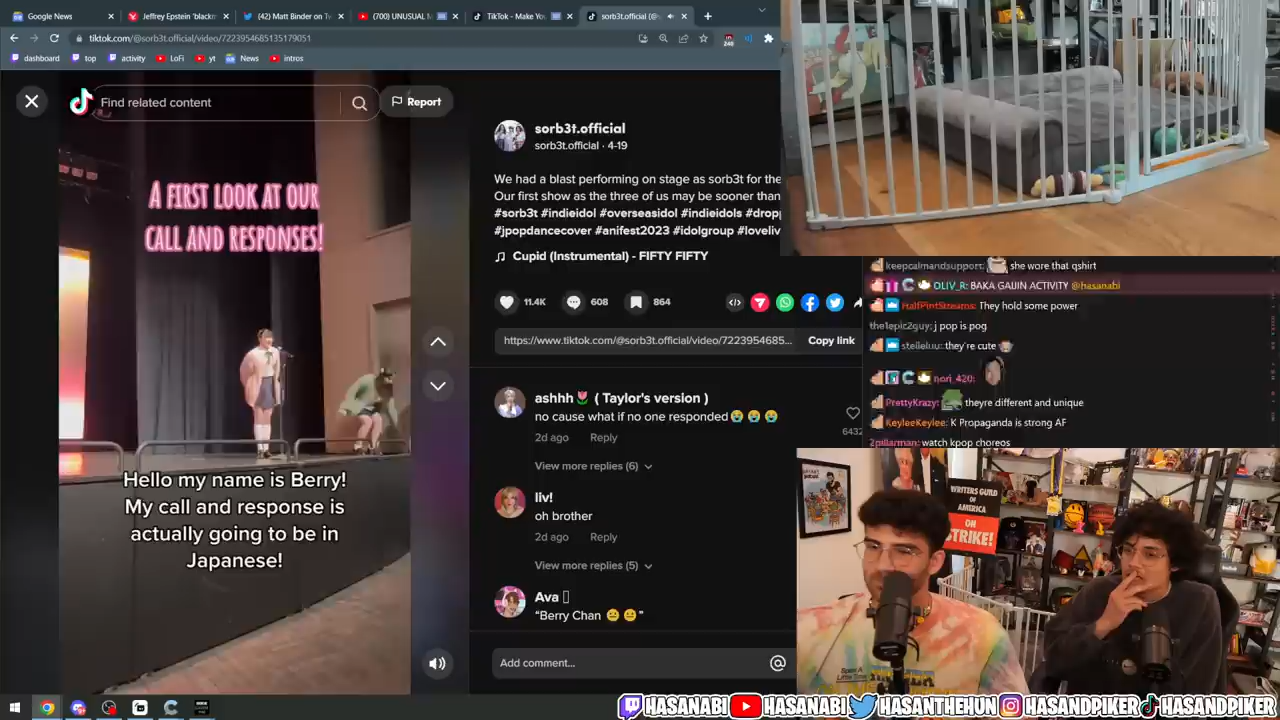 Google News
Jeffrey Epstein 'blackm
(42) Matt Binder on Tw
(700) UNUSUAL M
TikTok - Make You
sorb3t.official (@
tiktok.com/@sorb3t.official/video/7223954685135179051
240
dashboard
top
activity
LoFi
yt
News
intros
Find related content
Report
A FIRST LOOK AT OUR
CALL AND RESPONSES!
Hello my name is Berry!
My call and response is
actually going to be in
Japanese!
sorb3t.official
sorb3t.official · 4-19
We had a blast performing on stage as sorb3t for the
Our first show as the three of us may be sooner than
#sorb3t #indieidol #overseasidol #indieidols #dropp
#jpopdancecover #anifest2023 #idolgroup #loveliv
♫ Cupid (Instrumental) - FIFTY FIFTY
11.4K
608
864
https://www.tiktok.com/@sorb3t.official/video/7223954685...
Copy link
ashhh🌷 ( Taylor's version )
no cause what if no one responded😭 😭 😭
2d ago Reply
6432
View more replies (6)
liv!
oh brother
2d ago Reply
View more replies (5)
Ava
“Berry Chan 😖 😖”
Add comment...
keepcalmandsupport: she wore that qshirt
OLIV_R: BAKA GAIJIN ACTIVITY @hasanabi
HalfPintStreams: They hold some power
the1epic2guy: j pop is pog
stelleluu: they're cute
nori_420:
PrettyKrazy: theyre different and unique
KeyleeKeylee: K Propaganda is strong AF
2pillarman: watch kpop choreos
WRITERS GUILD
OF
AMERICA
ON
STRIKE!
HASANABI
HASANABI
HASANTHEHUN
HASANDPIKER
HASANDPIKER